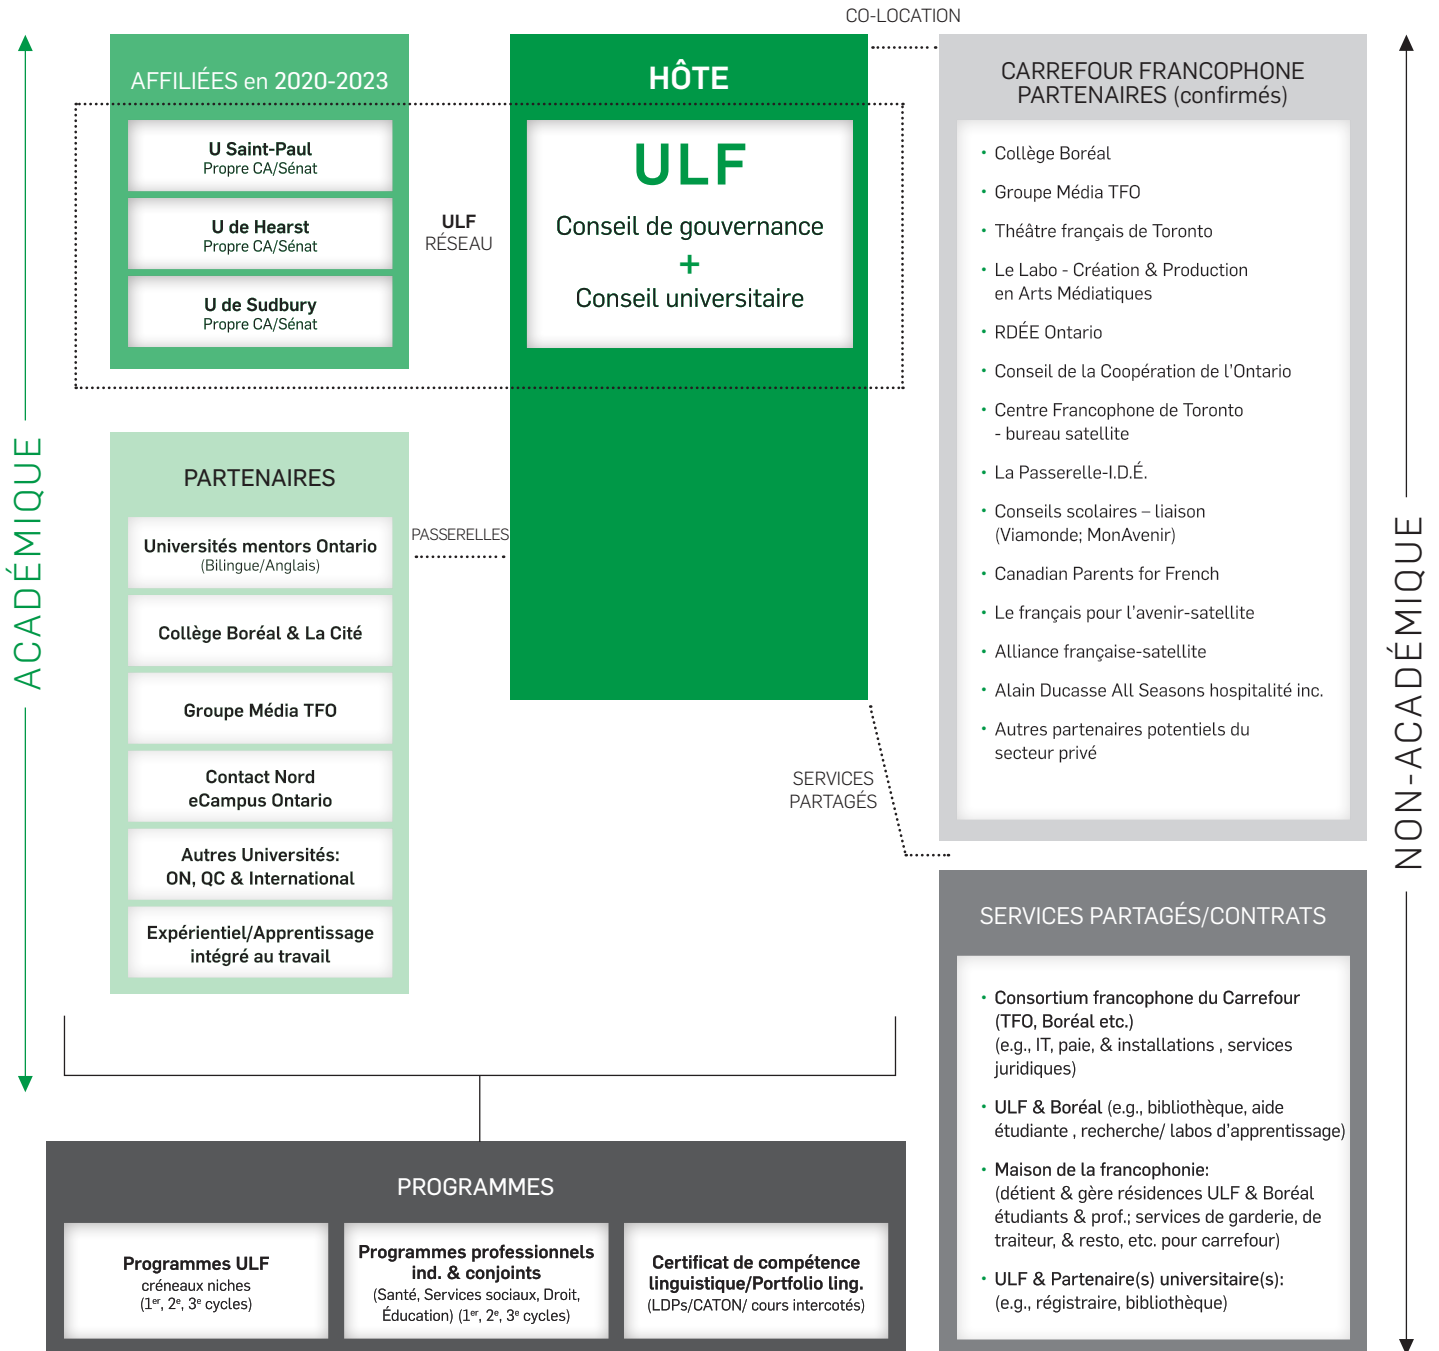 CO-LOCATION
ACADÉMIQUE
AFFILIÉES en 2020-2023
U Saint-Paul
Propre CA/Sénat
U de Hearst
Propre CA/Sénat
U de Sudbury
Propre CA/Sénat
ULF
RÉSEAU
HÔTE
ULF
Conseil de gouvernance
+
Conseil universitaire
PARTENAIRES
Universités mentors Ontario
(Bilingue/Anglais)
Collège Boréal & La Cité
Groupe Média TFO
Contact Nord
eCampus Ontario
Autres Universités:
ON, QC & International
Expérientiel/Apprentissage
intégré au travail
PASSERELLES
SERVICES
PARTAGÉS
CARREFOUR FRANCOPHONE
PARTENAIRES (confirmés)
• Collège Boréal
• Groupe Média TFO
• Théâtre français de Toronto
• Le Labo - Création & Production
en Arts Médiatiques
• RDÉE Ontario
• Conseil de la Coopération de l'Ontario
• Centre Francophone de Toronto
- bureau satellite
• La Passerelle-I.D.É.
• Conseils scolaires – liaison
(Viamonde; MonAvenir)
• Canadian Parents for French
• Le français pour l'avenir-satellite
• Alliance française-satellite
• Alain Ducasse All Seasons hospitalité inc.
• Autres partenaires potentiels du
secteur privé
NON-ACADÉMIQUE
SERVICES PARTAGÉS/CONTRATS
• Consortium francophone du Carrefour
(TFO, Boréal etc.)
(e.g., IT, paie, & installations , services
juridiques)
• ULF & Boréal (e.g., bibliothèque, aide
étudiante , recherche/ labos d'apprentissage)
• Maison de la francophonie:
(détient & gère résidences ULF & Boréal
étudiants & prof.; services de garderie, de
traiteur, & resto, etc. pour carrefour)
• ULF & Partenaire(s) universitaire(s):
(e.g., régistraire, bibliothèque)
PROGRAMMES
Programmes ULF
créneaux niches
(1er, 2e, 3e cycles)
Programmes professionnels
ind. & conjoints
(Santé, Services sociaux, Droit,
Éducation) (1er, 2e, 3e cycles)
Certificat de compétence
linguistique/Portfolio ling.
(LDPs/CATON/ cours intercotés)